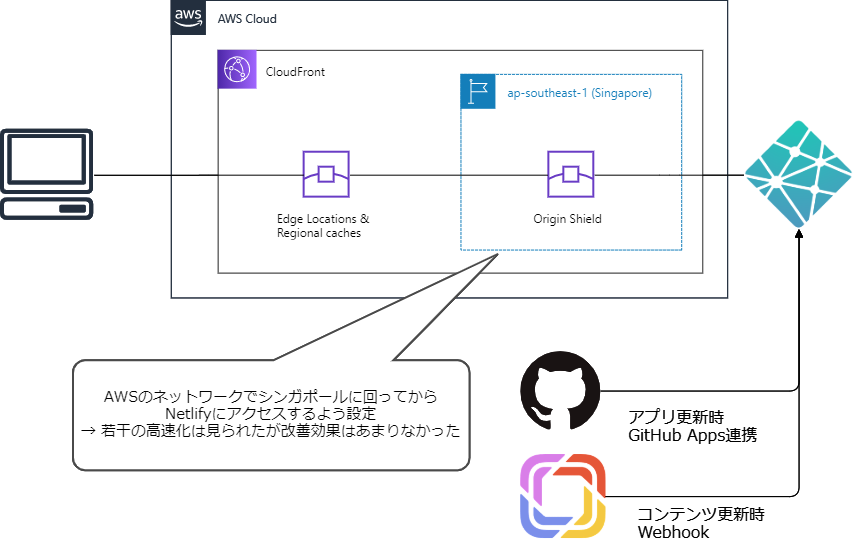 aws
AWS Cloud
CloudFront
ap-southeast-1 (Singapore)
Edge Locations &
Regional caches
Origin Shield
AWSのネットワークでシンガポールに回ってから
Netlifyにアクセスするよう設定
→ 若干の高速化は見られたが改善効果はあまりなかった
アプリ更新時
GitHub Apps連携
コンテンツ更新時
Webhook